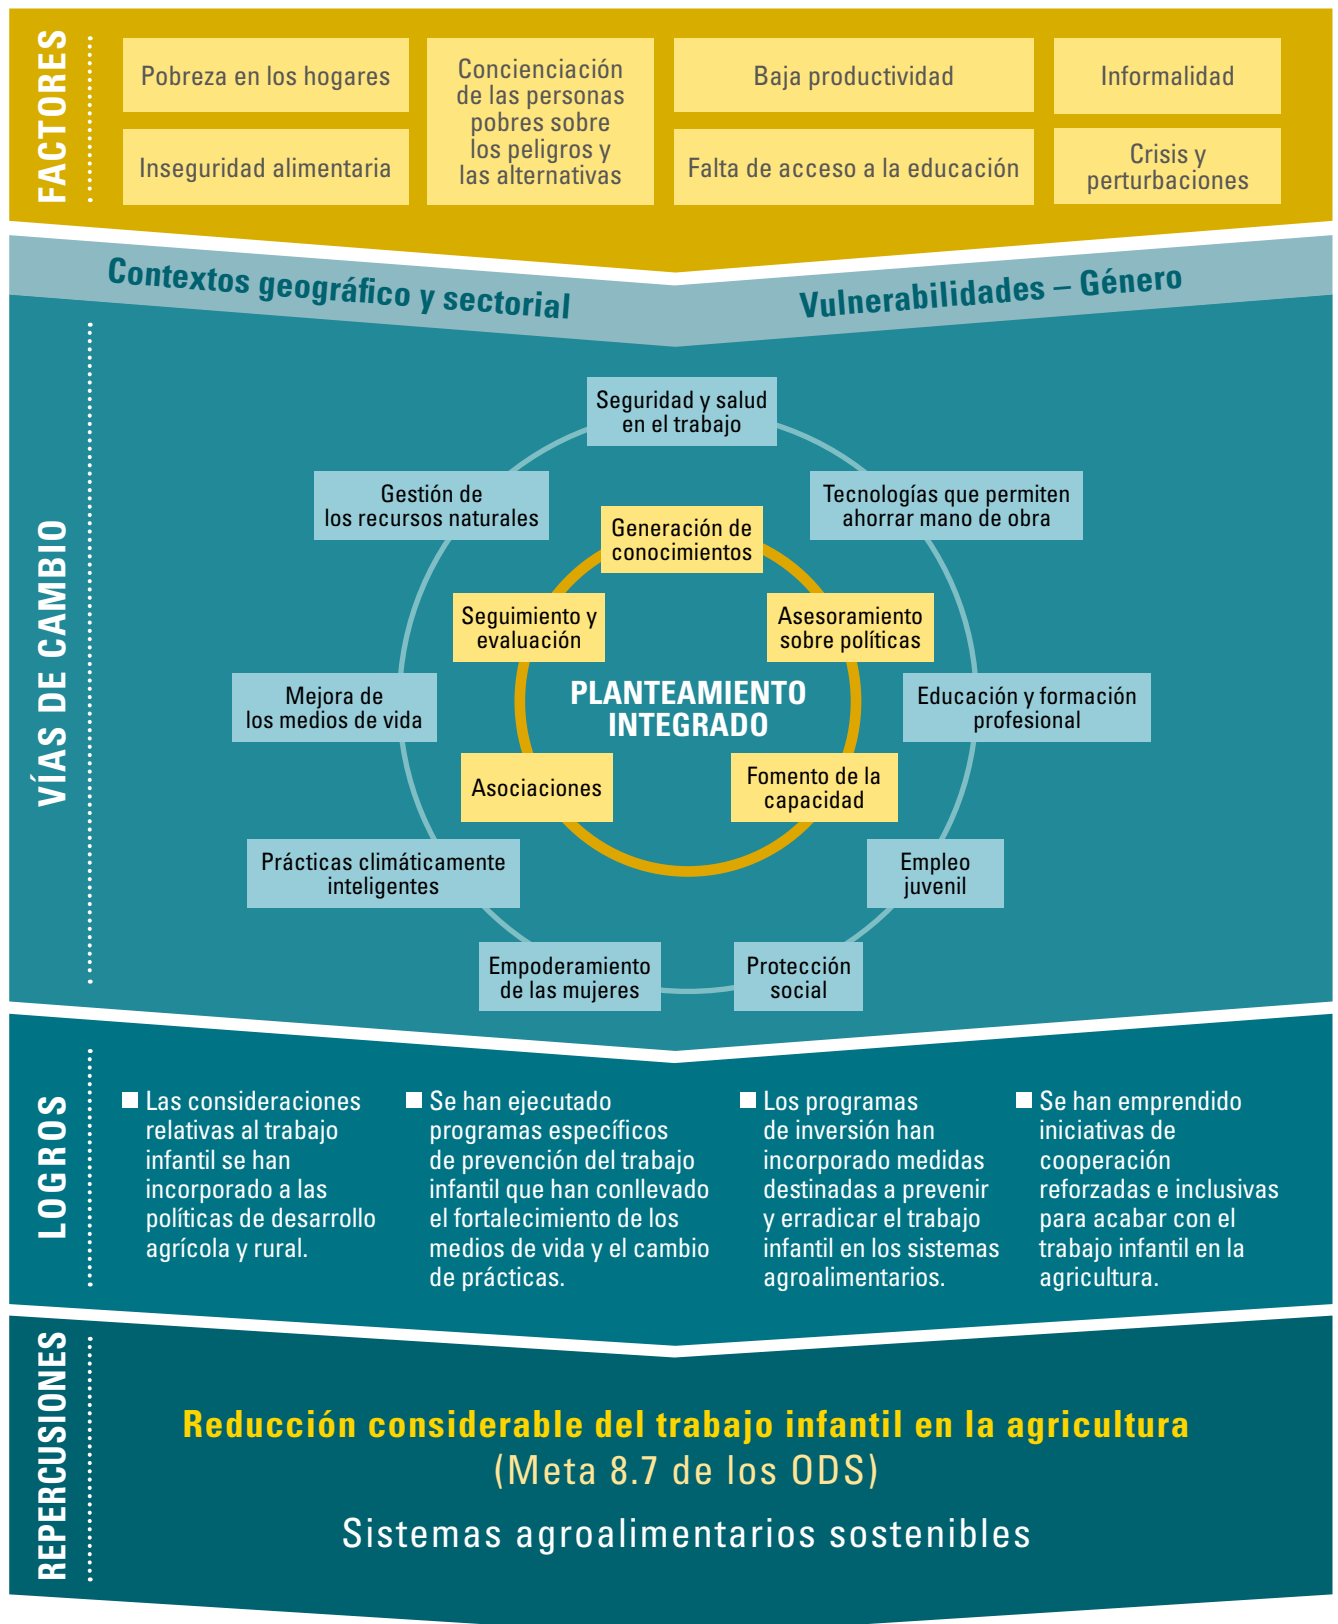 FACTORES
Pobreza en los hogares
Inseguridad alimentaria
Concienciación
de las personas
pobres sobre
los peligros y
las alternativas
Baja productividad
Falta de acceso a la educación
Informalidad
Crisis y
perturbaciones
Contextos geográfico y sectorial
Vulnerabilidades – Género
VÍAS DE CAMBIO
Seguridad y salud
en el trabajo
Gestión de
los recursos naturales
Tecnologías que permiten
ahorrar mano de obra
Generación de
conocimientos
Seguimiento y
evaluación
Asesoramiento
sobre políticas
PLANTEAMIENTO
INTEGRADO
Mejora de
los medios de vida
Educación y formación
profesional
Asociaciones
Fomento de la
capacidad
Prácticas climáticamente
inteligentes
Empleo
juvenil
Empoderamiento
de las mujeres
Protección
social
LOGROS
Las consideraciones
relativas al trabajo
infantil se han
incorporado a las
políticas de desarrollo
agrícola y rural.
Se han ejecutado
programas específicos
de prevención del trabajo
infantil que han conllevado
el fortalecimiento de los
medios de vida y el cambio
de prácticas.
Los programas
de inversión han
incorporado medidas
destinadas a prevenir
y erradicar el trabajo
infantil en los sistemas
agroalimentarios.
Se han emprendido
iniciativas de
cooperación
reforzadas e inclusivas
para acabar con el
trabajo infantil en la
agricultura.
REPERCUSIONES
Reducción considerable del trabajo infantil en la agricultura
(Meta 8.7 de los ODS)
Sistemas agroalimentarios sostenibles